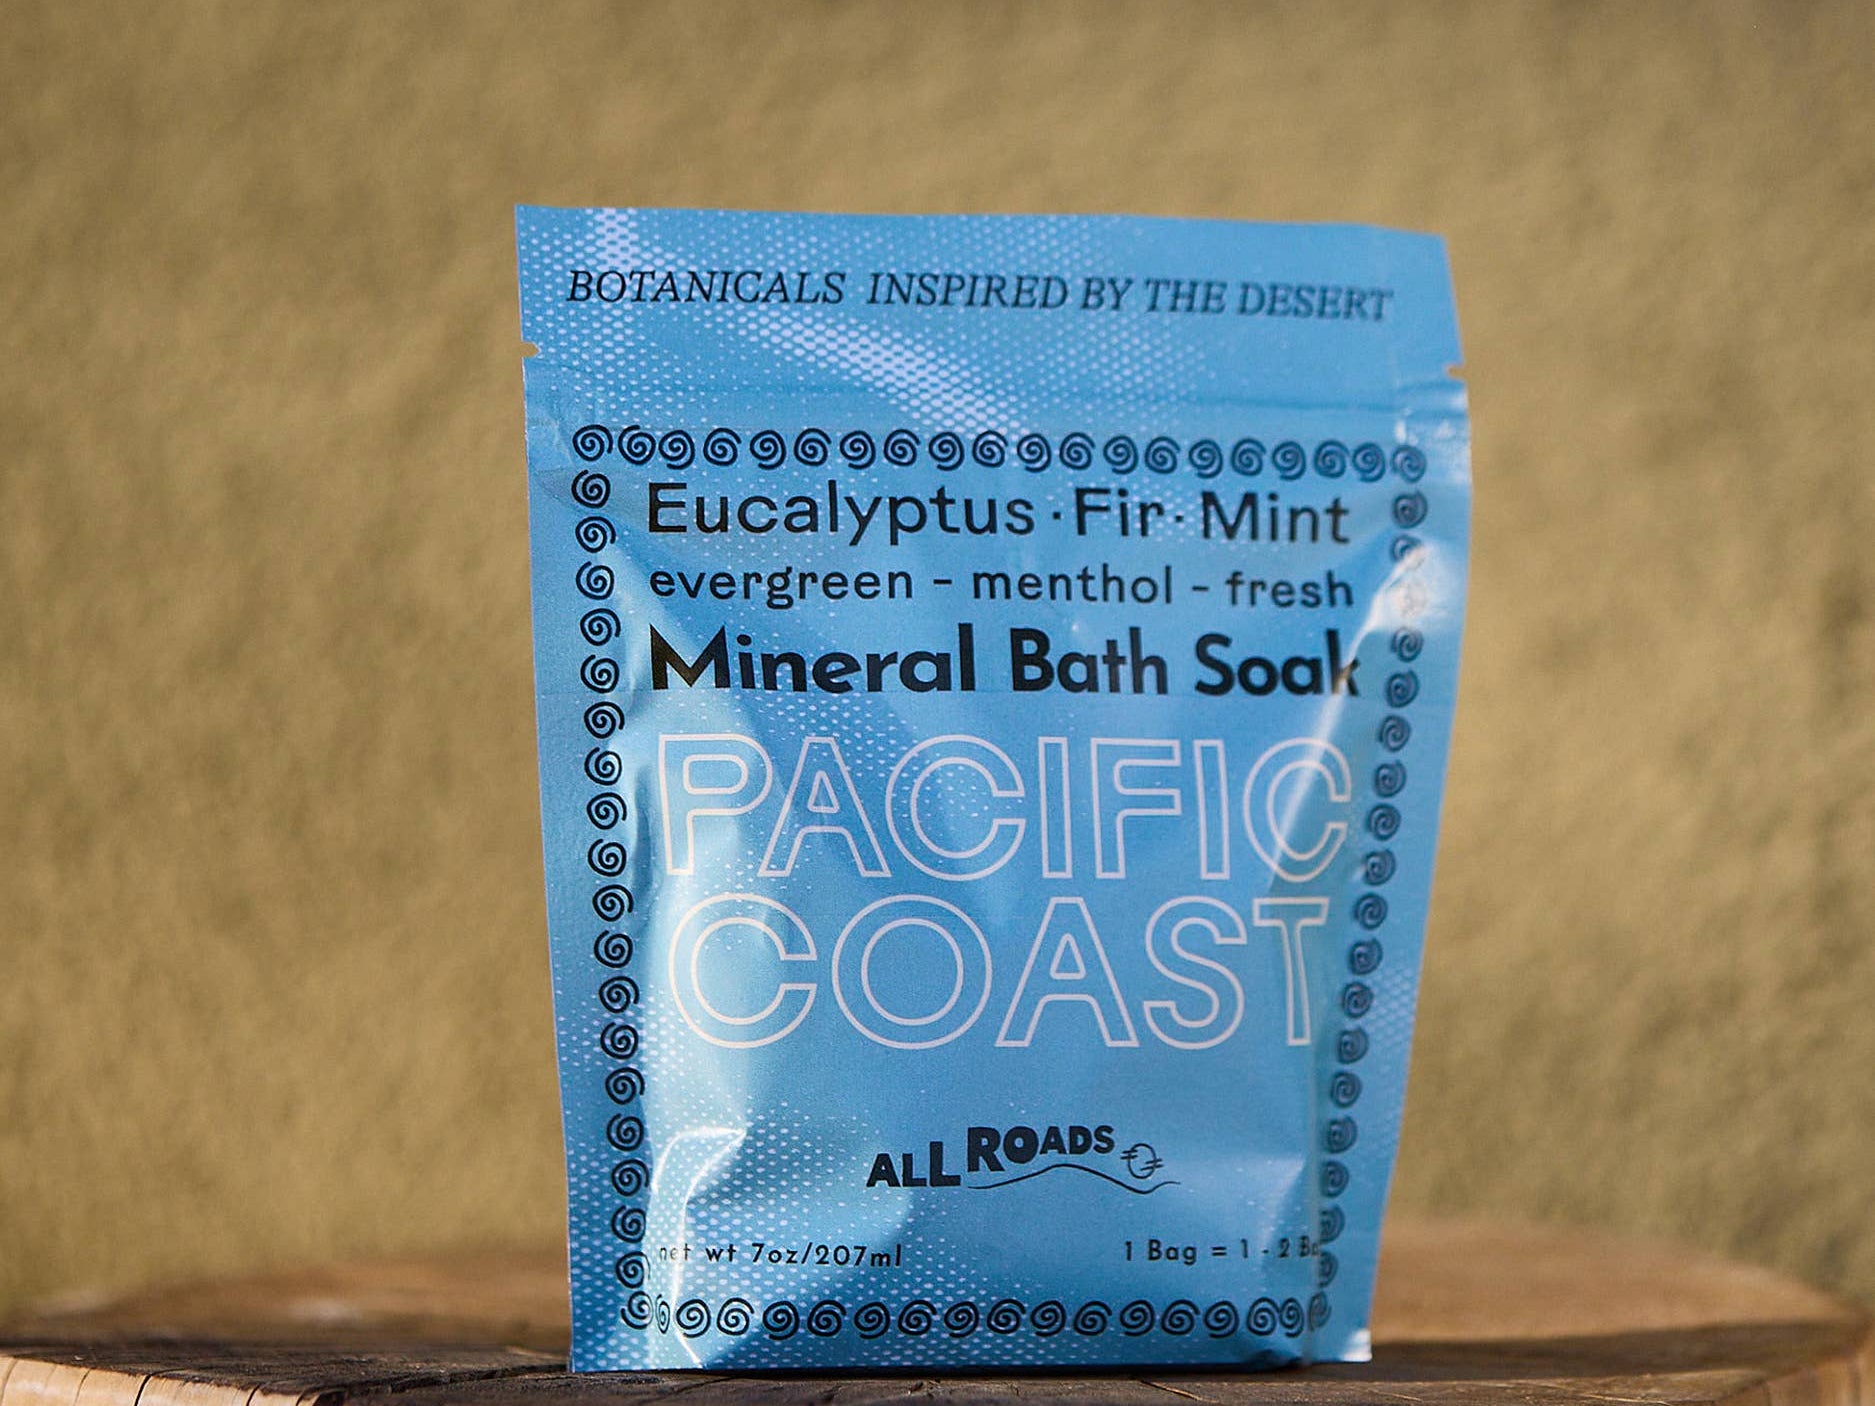 BOTANICALS INSPIRED BY THE DESERT
Eucalyptus · Fir · Mint
evergreen - menthol - fresh
Mineral Bath Soak
PACIFIC
COAST
ALL ROADS
net wt 7oz/207ml
1 Bag = 1 - 2